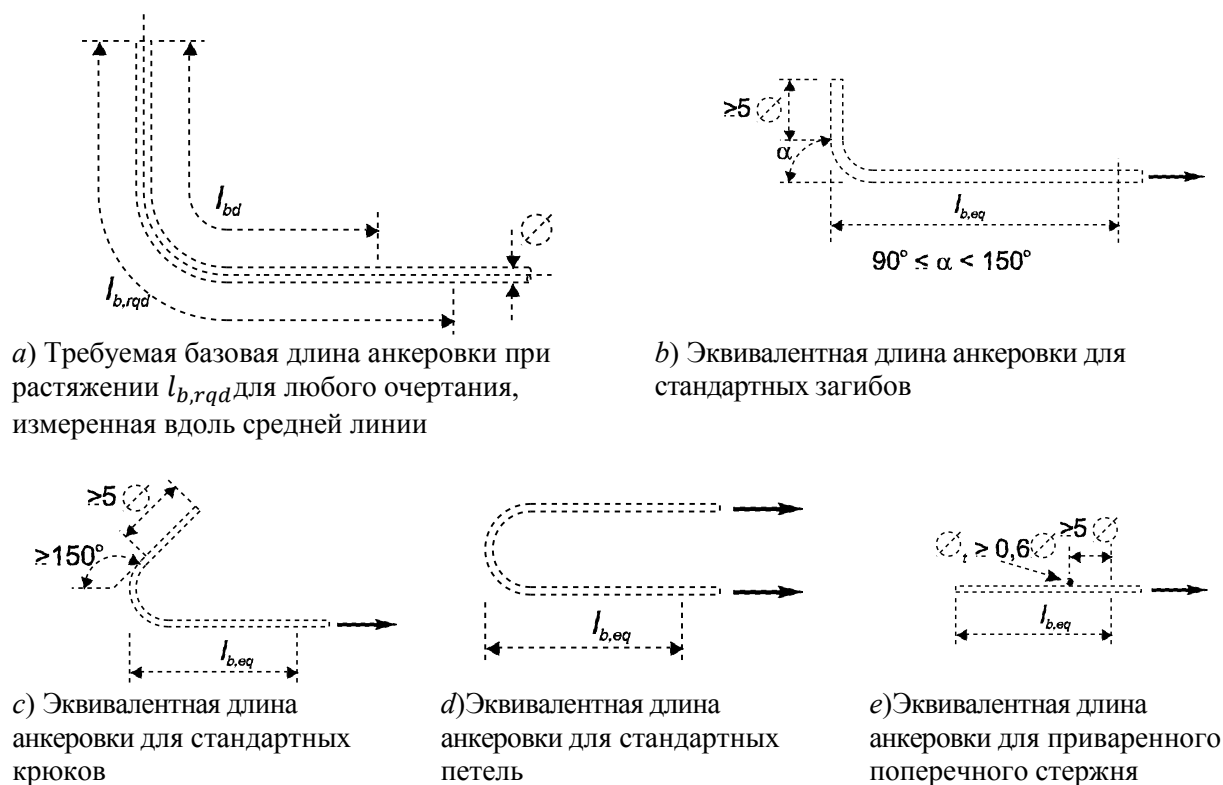 l_bd
l_b,rqd
∅
a) Требуемая базовая длина анкеровки при
растяжении l_b,rqd для любого очертания,
измеренная вдоль средней линии
≥5 ∅
α
l_b,eq
90° ≤ α < 150°
b) Эквивалентная длина анкеровки для
стандартных загибов
≥5 ∅
≥150°
l_b,eq
c) Эквивалентная длина
анкеровки для стандартных
крюков
l_b,eq
d)Эквивалентная длина
анкеровки для стандартных
петель
∅_t ≥ 0,6∅ ≥5 ∅
l_b,eq
e)Эквивалентная длина
анкеровки для приваренного
поперечного стержня